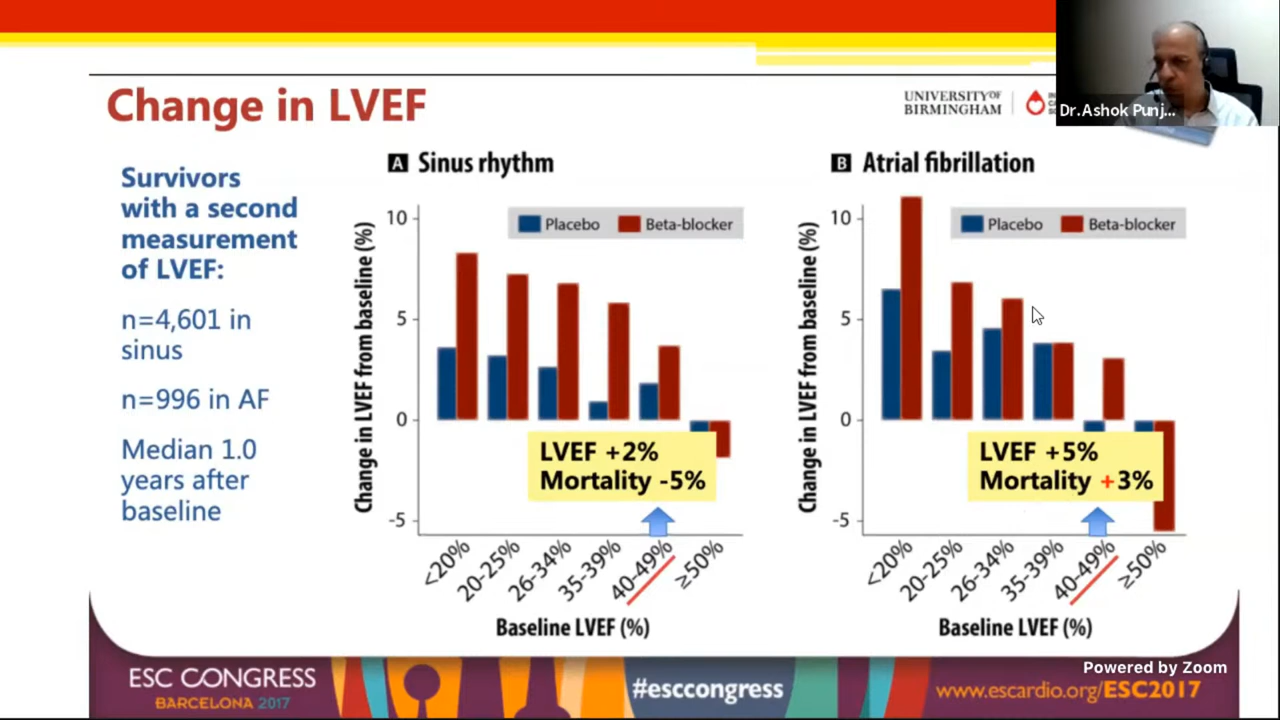 Change in LVEF
UNIVERSITY OF
BIRMINGHAM
Dr.Ashok Punj...
Survivors
with a second
measurement
of LVEF:
n=4,601 in
sinus
n=996 in AF
Median 1.0
years after
baseline
A Sinus rhythm
Placebo Beta-blocker
Change in LVEF from baseline (%)
10
5
0
-5
LVEF +2%
Mortality -5%
<20% 20-25% 26-34% 35-39% 40-49% ≥50%
Baseline LVEF (%)
B Atrial fibrillation
Placebo Beta-blocker
Change in LVEF from baseline (%)
10
5
0
-5
LVEF +5%
Mortality +3%
<20% 20-25% 26-34% 35-39% 40-49% ≥50%
Baseline LVEF (%)
Powered by Zoom
ESC CONGRESS
BARCELONA 2017
#esccongress
www.escardio.org/ESC2017